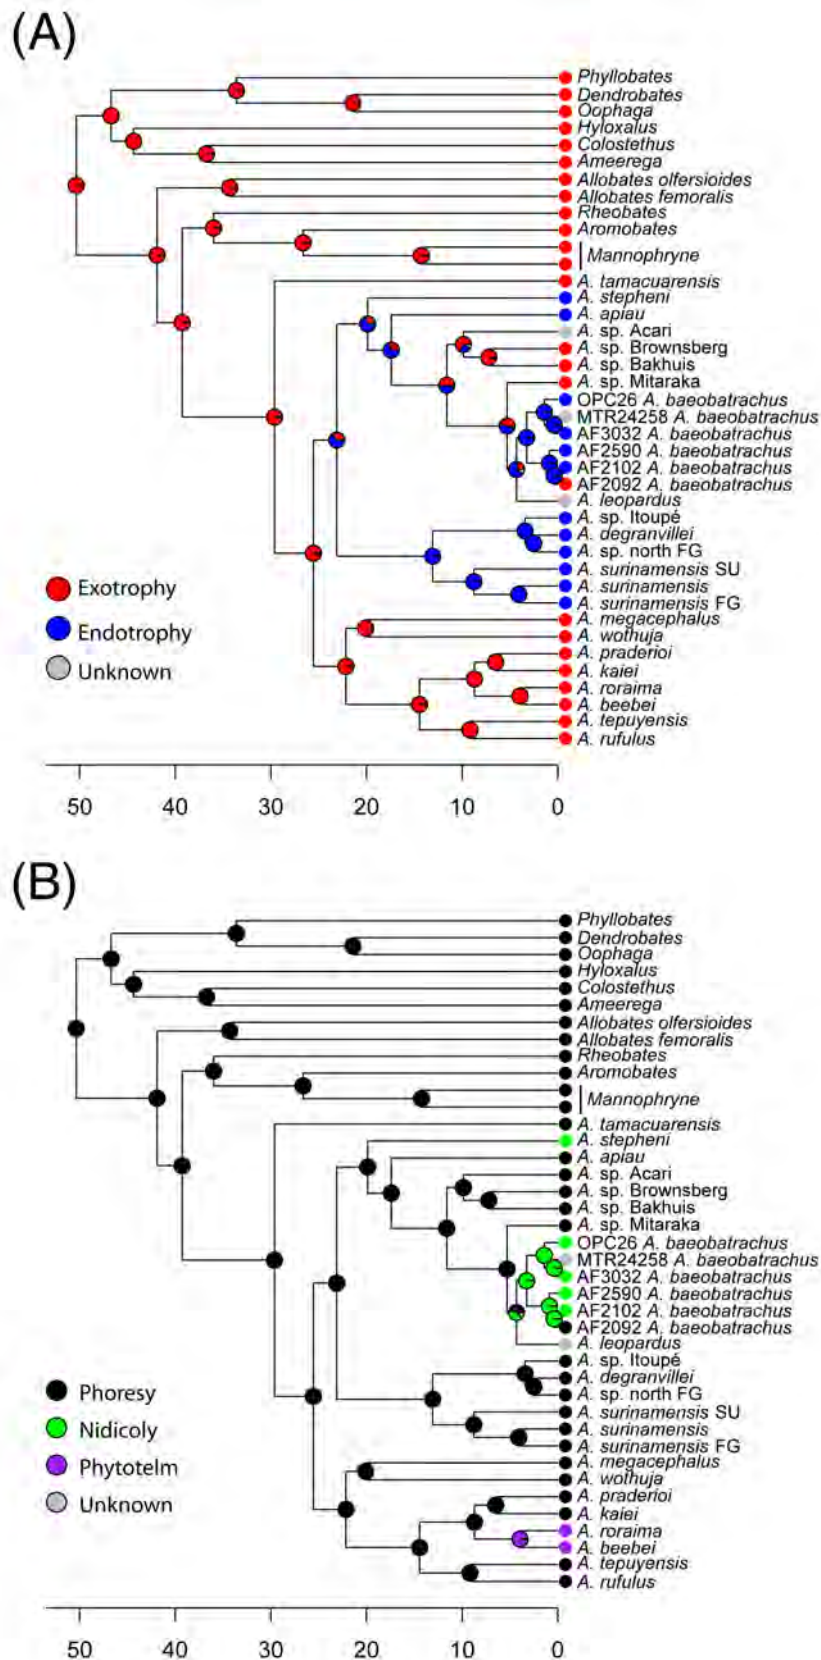 (A)
Phyllobates
Dendrobates
Oophaga
Hyloxalus
Colostethus
Ameerega
Allobates olfersioides
Allobates femoralis
Rheobates
Aromobates
Mannophryne
A. tamacuarensis
A. stepheni
A. apiau
A. sp. Acari
A. sp. Brownsberg
A. sp. Bakhuis
A. sp. Mitaraka
OPC26 A. baeobatrachus
MTR24258 A. baeobatrachus
AF3032 A. baeobatrachus
AF2590 A. baeobatrachus
AF2102 A. baeobatrachus
AF2092 A. baeobatrachus
A. leopardus
A. sp. Itoupé
A. degranvillei
A. sp. north FG
A. surinamensis SU
A. surinamensis
A. surinamensis FG
A. megacephalus
A. wothuja
A. praderioi
A. kaiei
A. roraima
A. beebei
A. tepuyensis
A. rufulus
Exotrophy
Endotrophy
Unknown
50 40 30 20 10 0
(B)
Phyllobates
Dendrobates
Oophaga
Hyloxalus
Colostethus
Ameerega
Allobates olfersioides
Allobates femoralis
Rheobates
Aromobates
Mannophryne
A. tamacuarensis
A. stepheni
A. apiau
A. sp. Acari
A. sp. Brownsberg
A. sp. Bakhuis
A. sp. Mitaraka
OPC26 A. baeobatrachus
MTR24258 A. baeobatrachus
AF3032 A. baeobatrachus
AF2590 A. baeobatrachus
AF2102 A. baeobatrachus
AF2092 A. baeobatrachus
A. leopardus
A. sp. Itoupé
A. degranvillei
A. sp. north FG
A. surinamensis SU
A. surinamensis
A. surinamensis FG
A. megacephalus
A. wothuja
A. praderioi
A. kaiei
A. roraima
A. beebei
A. tepuyensis
A. rufulus
Phoresy
Nidicoly
Phytotelm
Unknown
50 40 30 20 10 0